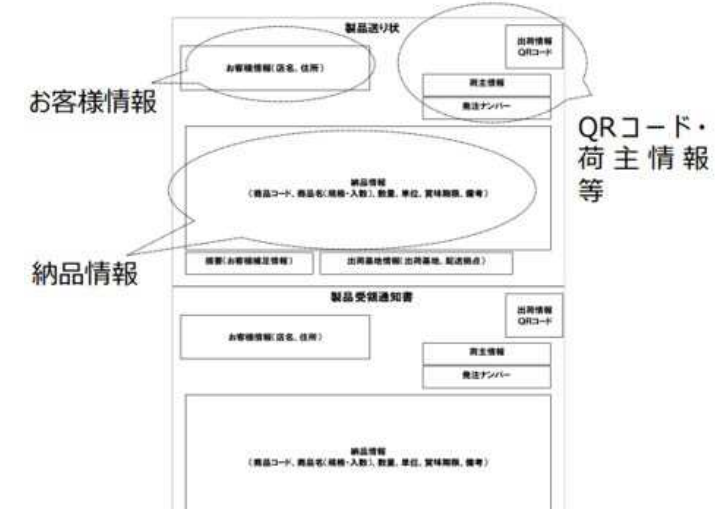 製品送り状
出荷情報
QRコード
お客様情報(店名、住所)
荷主情報
発注ナンバー
お客様情報
QRコード・
荷主情報
等
納品情報
(商品コード、商品名(規格・入数)、数量、単位、賞味期限、備考)
納品情報
摘要(お客様補足情報)
出荷基地情報(出荷基地、配送拠点)
製品受領通知書
出荷情報
QRコード
お客様情報(店名、住所)
荷主情報
発注ナンバー
納品情報
(商品コード、商品名(規格・入数)、数量、単位、賞味期限、備考)